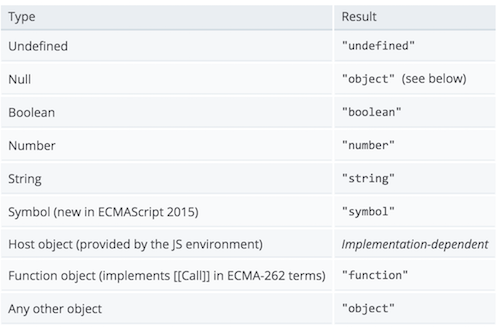 Type Result
Undefined "undefined"
Null "object" (see below)
Boolean "boolean"
Number "number"
String "string"
Symbol (new in ECMAScript 2015) "symbol"
Host object (provided by the JS environment) Implementation-dependent
Function object (implements [[Call]] in ECMA-262 terms) "function"
Any other object "object"